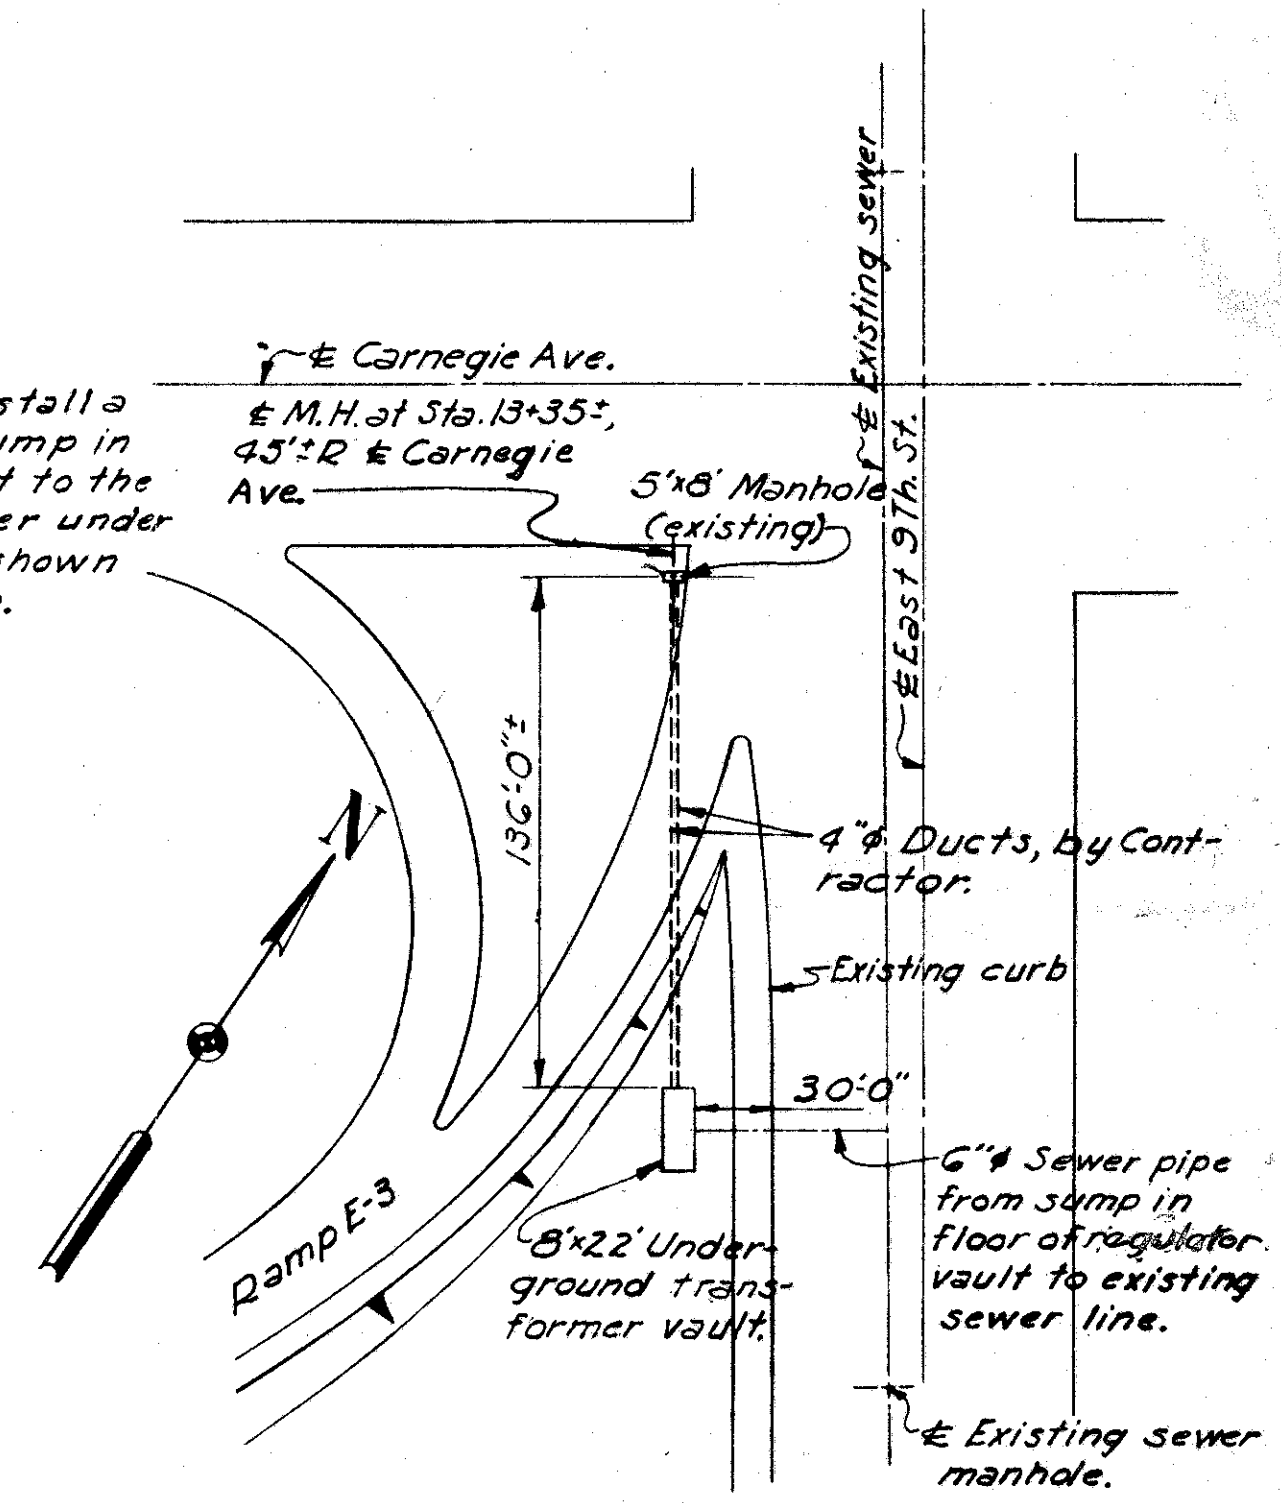 ℄ Existing sewer
℄ Carnegie Ave.
℄ M.H. at Sta. 13+35±,
45'±R ℄ Carnegie
Ave.
stall a
ump in
t to the
er under
shown
5'x8' Manhole
(existing)
℄ East 9Th. St.
136'-0"±
N
4"ø Ducts, by Cont-
ractor.
Existing curb
30'-0"
6"ø Sewer pipe
from sump in
floor of regulator
vault to existing
sewer line.
Ramp E-3
8'x22' Under-
ground trans-
former vault.
℄ Existing sewer
manhole.